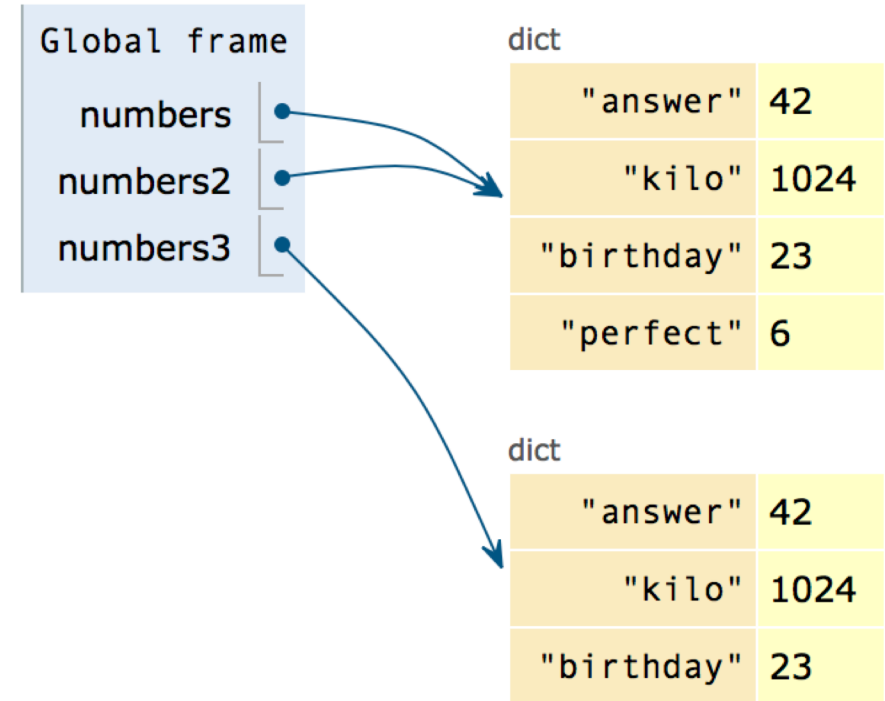 Global frame
numbers
numbers2
numbers3
dict
"answer" 42
"kilo" 1024
"birthday" 23
"perfect" 6
dict
"answer" 42
"kilo" 1024
"birthday" 23